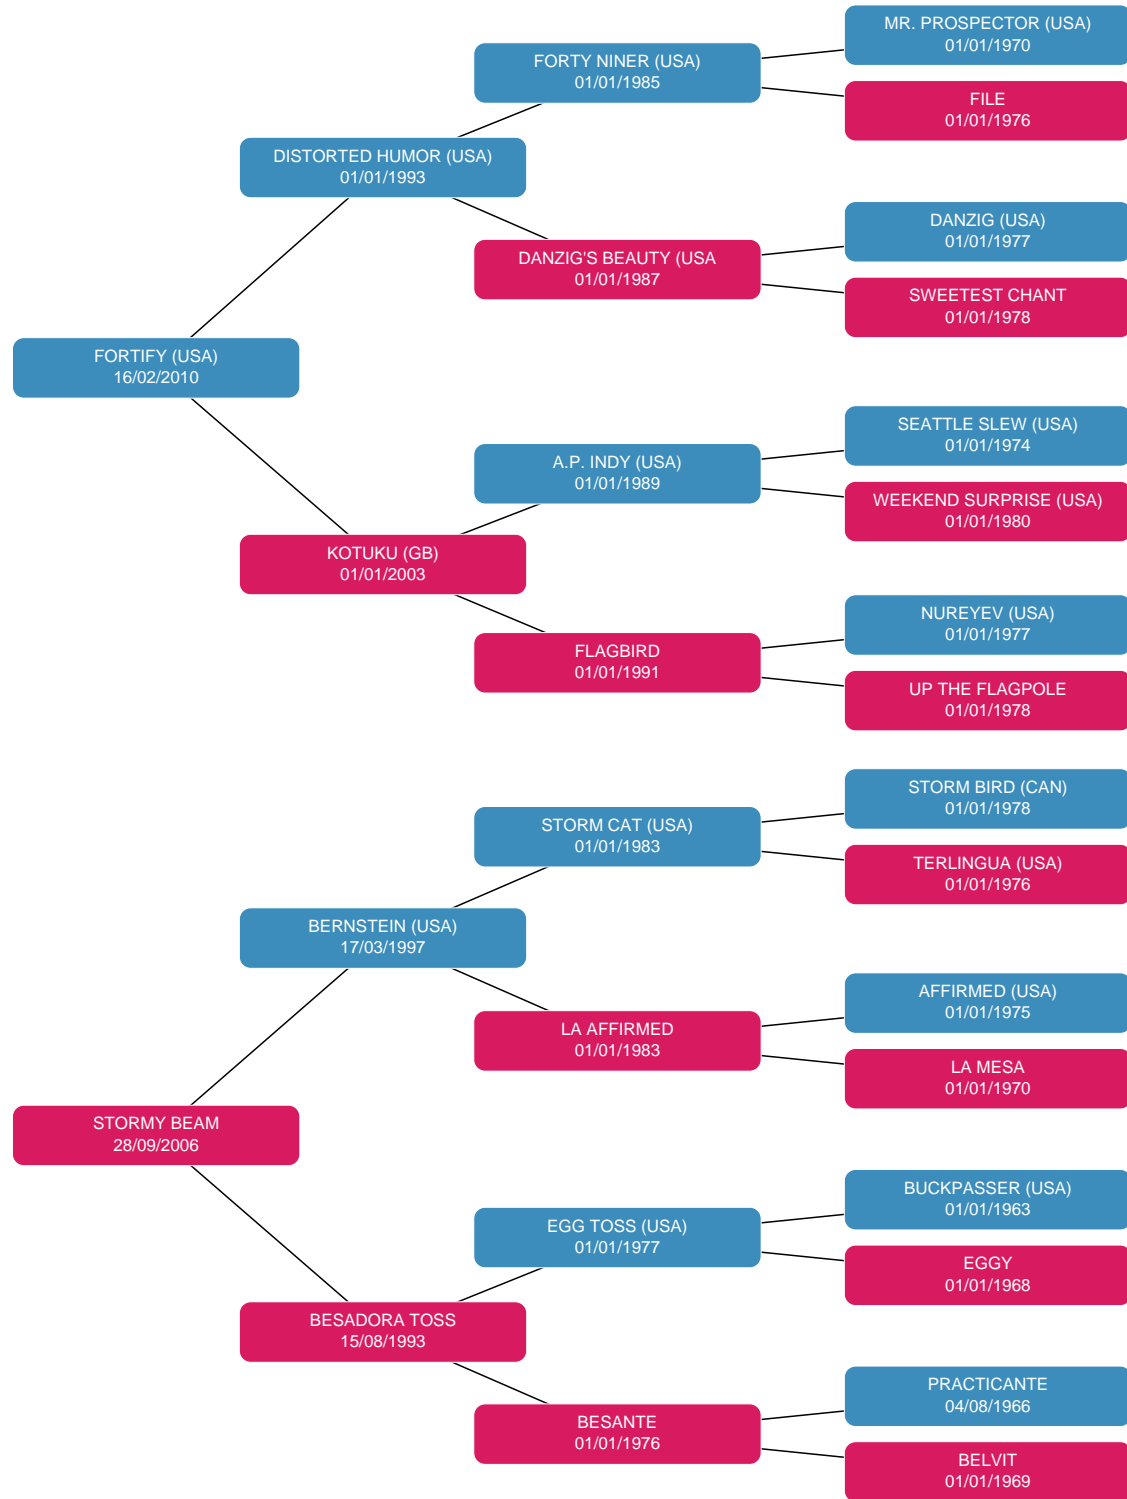 MR. PROSPECTOR (USA)
01/01/1970
FORTY NINER (USA)
01/01/1985
FILE
01/01/1976
DISTORTED HUMOR (USA)
01/01/1993
DANZIG (USA)
01/01/1977
DANZIG'S BEAUTY (USA
01/01/1987
SWEETEST CHANT
01/01/1978
FORTIFY (USA)
16/02/2010
SEATTLE SLEW (USA)
01/01/1974
A.P. INDY (USA)
01/01/1989
WEEKEND SURPRISE (USA)
01/01/1980
KOTUKU (GB)
01/01/2003
NUREYEV (USA)
01/01/1977
FLAGBIRD
01/01/1991
UP THE FLAGPOLE
01/01/1978
STORM BIRD (CAN)
01/01/1978
STORM CAT (USA)
01/01/1983
TERLINGUA (USA)
01/01/1976
BERNSTEIN (USA)
17/03/1997
AFFIRMED (USA)
01/01/1975
LA AFFIRMED
01/01/1983
LA MESA
01/01/1970
STORMY BEAM
28/09/2006
BUCKPASSER (USA)
01/01/1963
EGG TOSS (USA)
01/01/1977
EGGY
01/01/1968
BESADORA TOSS
15/08/1993
PRACTICANTE
04/08/1966
BESANTE
01/01/1976
BELVIT
01/01/1969